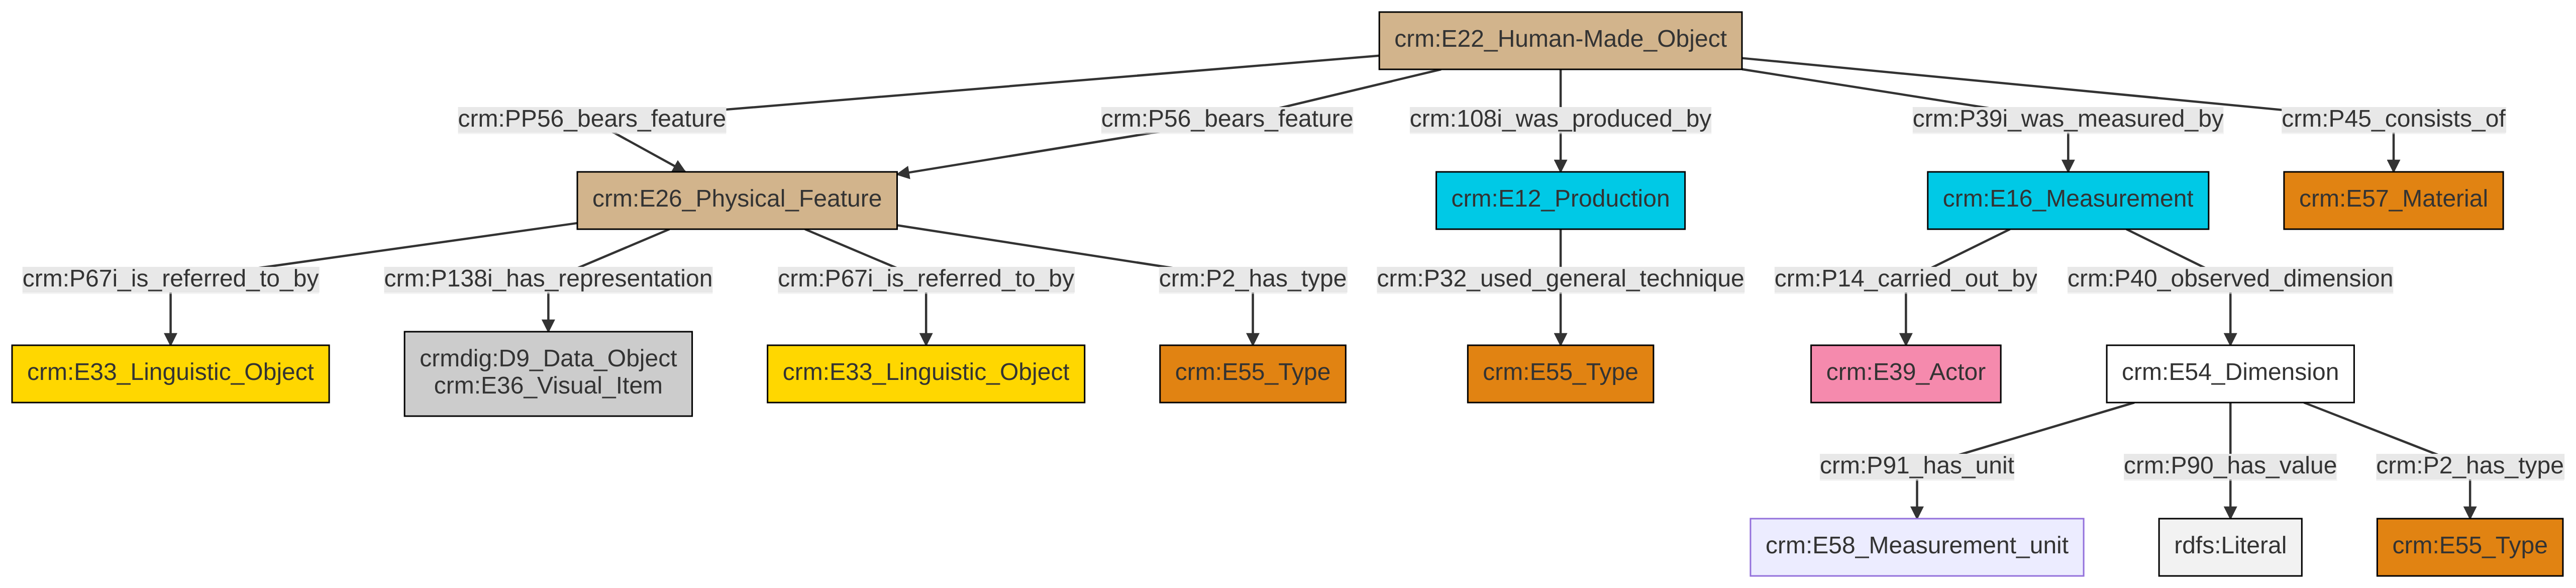 crm:E22_Human-Made_Object
crm:PP56_bears_feature
crm:P56_bears_feature
crm:108i_was_produced_by
crm:P39i_was_measured_by
crm:P45_consists_of
crm:E26_Physical_Feature
crm:E12_Production
crm:E16_Measurement
crm:E57_Material
crm:P67i_is_referred_to_by
crm:P138i_has_representation
crm:P67i_is_referred_to_by
crm:P2_has_type
crm:P32_used_general_technique
crm:P14_carried_out_by
crm:P40_observed_dimension
crm:E33_Linguistic_Object
crmdig:D9_Data_Object
crm:E36_Visual_Item
crm:E33_Linguistic_Object
crm:E55_Type
crm:E55_Type
crm:E39_Actor
crm:E54_Dimension
crm:P91_has_unit
crm:P90_has_value
crm:P2_has_type
crm:E58_Measurement_unit
rdfs:Literal
crm:E55_Type